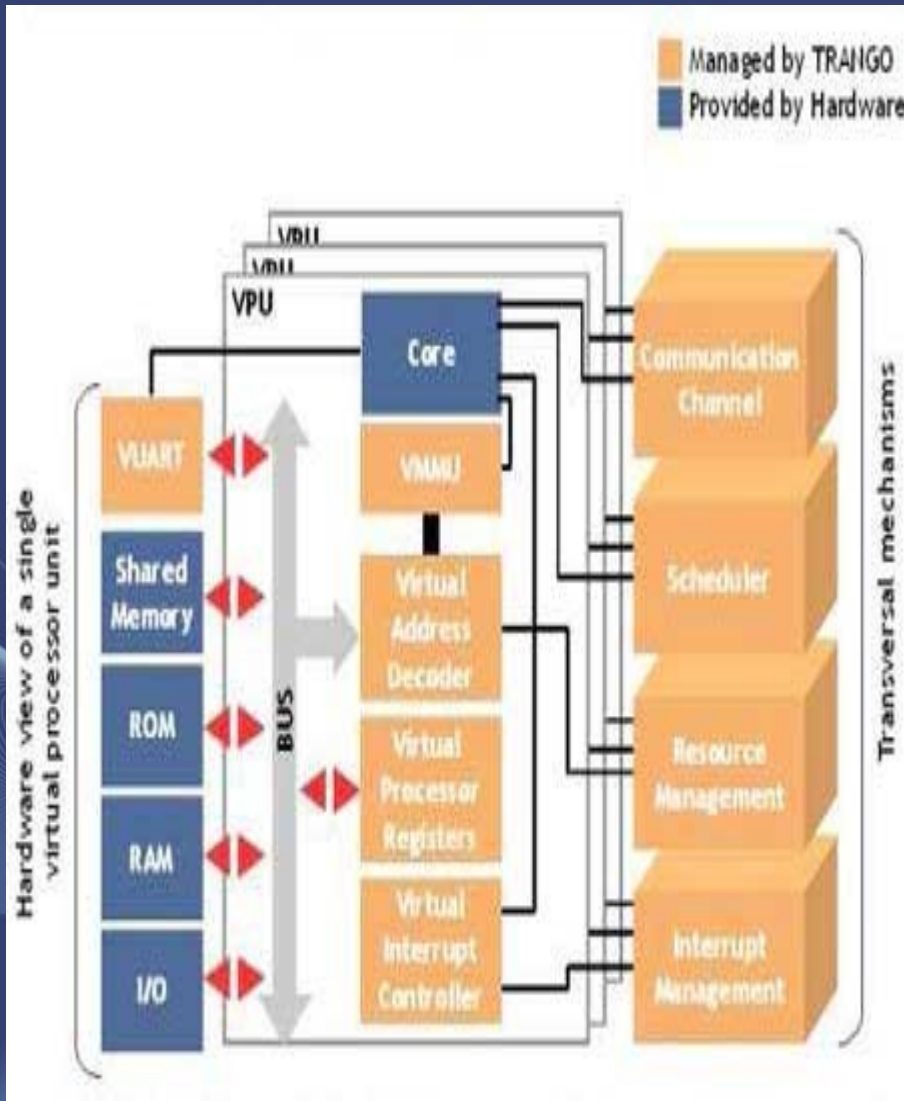 Managed by TRANGO
Provided by Hardware
VPU
VPU
VPU
Core
VUART
VMMU
Shared
Memory
Virtual
Address
Decoder
ROM
BUS
Virtual
Processor
Registers
RAM
Virtual
Interrupt
Controller
I/O
Communication
Channel
Scheduler
Resource
Management
Interrupt
Management
Hardware view of a single
virtual processor unit
Transversal mechanisms